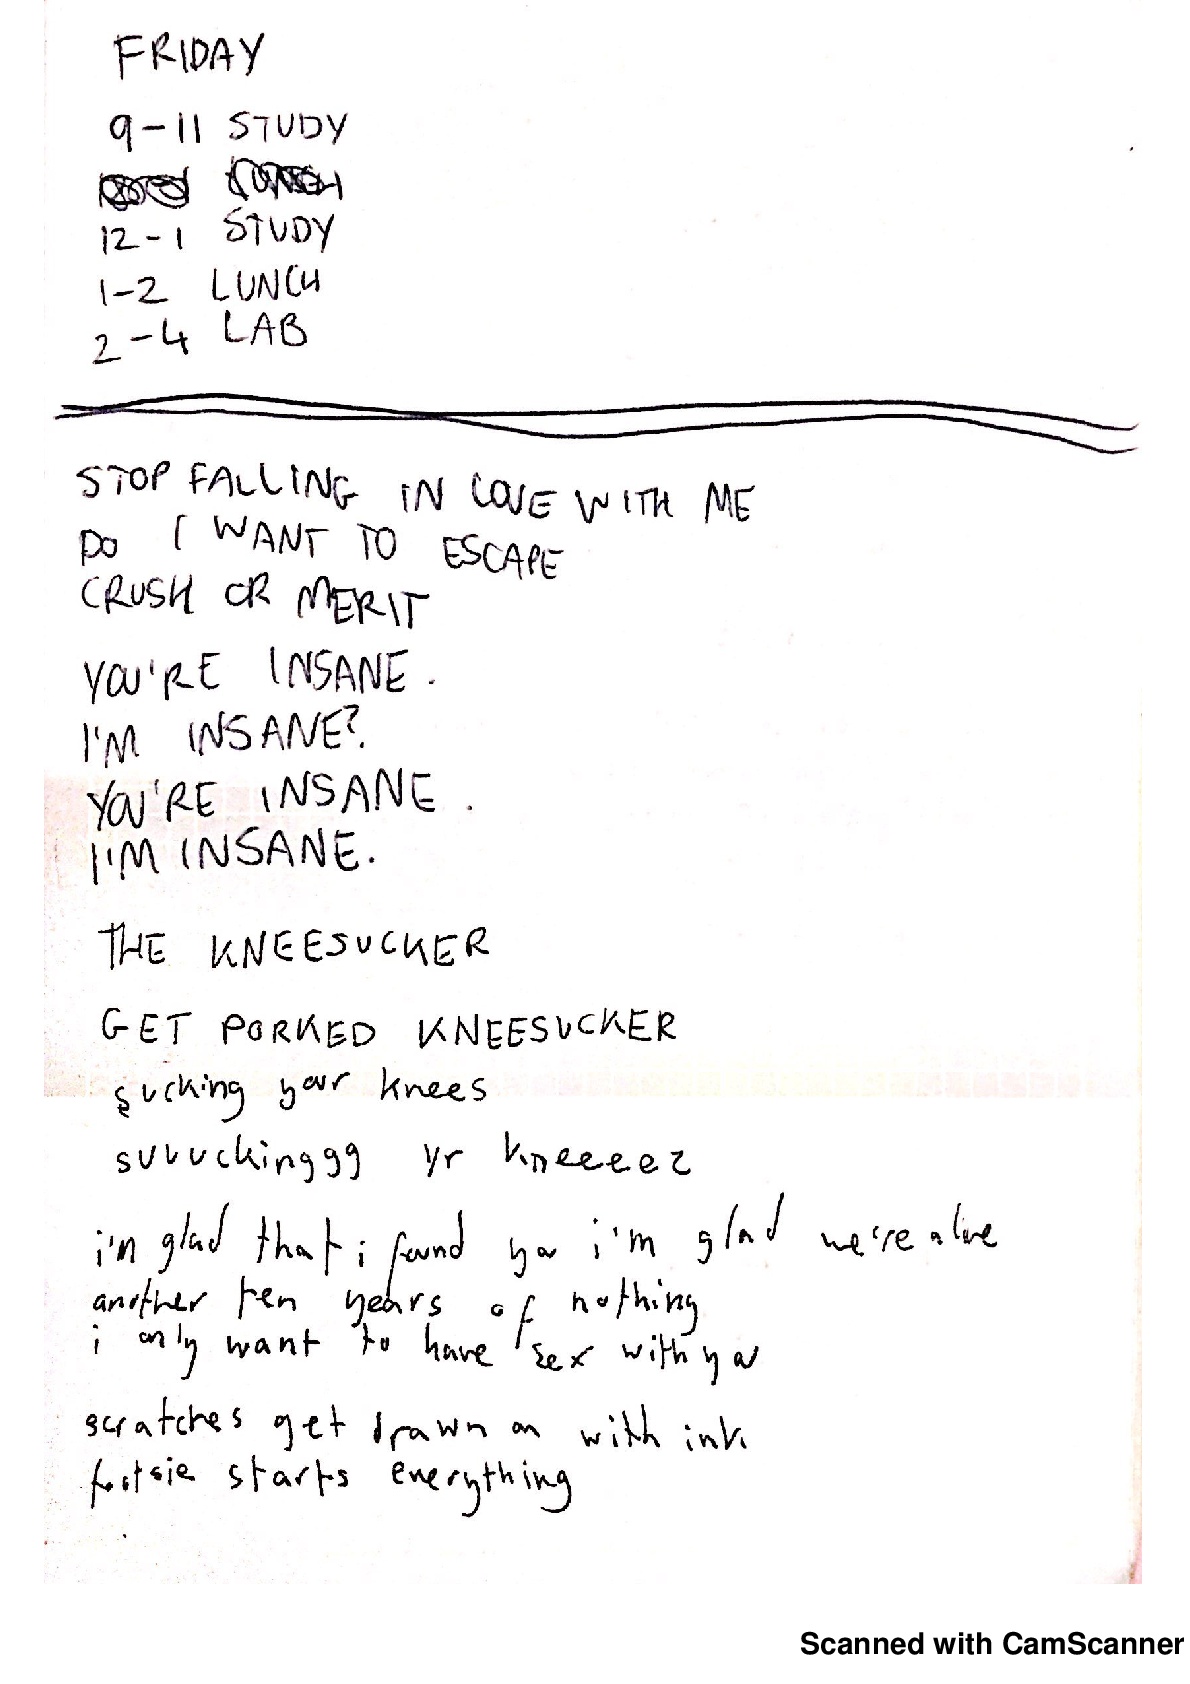 FRIDAY
9-11 STUDY
12-1 STUDY
1-2 LUNCH
2-4 LAB
STOP FALLING IN LOVE WITH ME
DO I WANT TO ESCAPE
CRUSH OR MERIT
YOU'RE INSANE.
I'M INSANE?
YOU'RE INSANE.
I'M INSANE.
THE KNEESUCKER
GET PORKED KNEESUCKER
sucking your knees
suuuckinggg yr kneeeez
i'm glad that i found you i'm glad we're alive
another ten years of nothing
i only want to have sex with you
scratches get drawn on with ink
footsie starts everything
Scanned with CamScanner